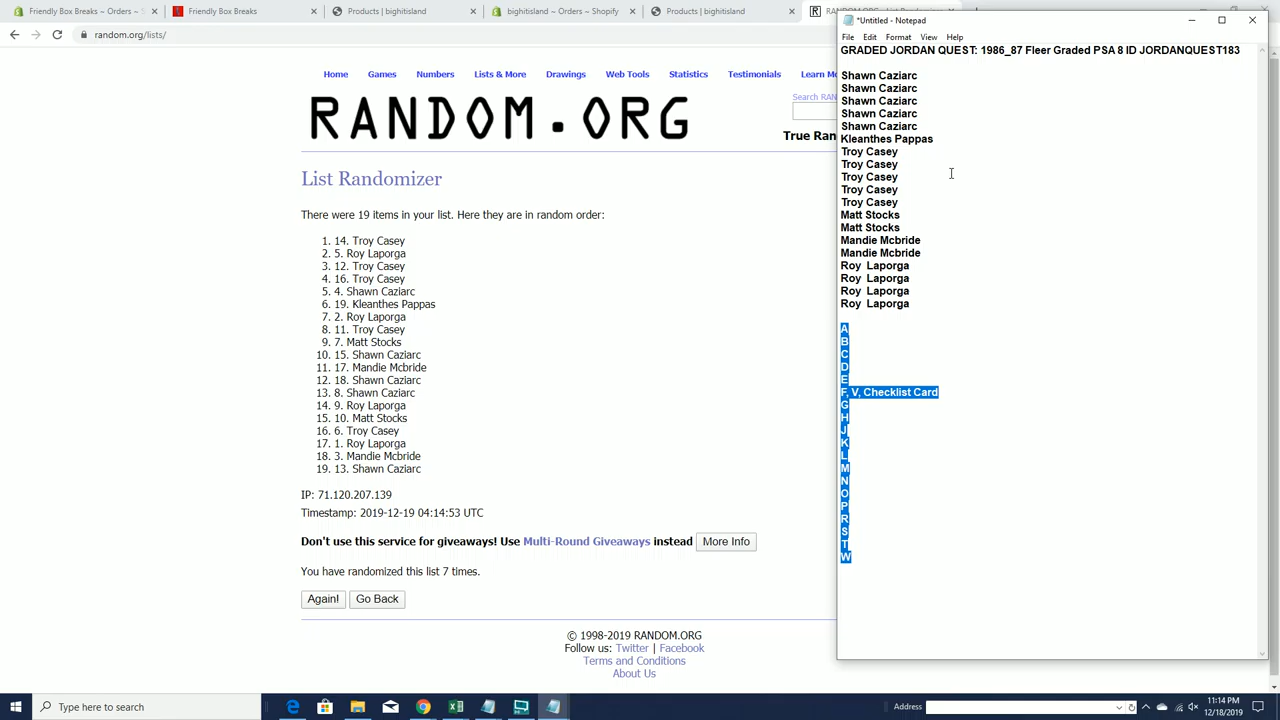 Friendly Box Breaks ~ Orders ~ S
Friendly Box Breaks
Products | bighitisland
bighitisland ~ Orders ~ Shopify
Products | bighitisland
random.org/lists/
Home
Games
Numbers
Lists & More
Drawings
Web Tools
Statistics
Testimonials
Learn Mo
Search RAN
RANDOM.ORG
True Ran
List Randomizer
There were 19 items in your list. Here they are in random order:
1. 14. Troy Casey
2. 5. Roy Laporga
3. 12. Troy Casey
4. 16. Troy Casey
5. 4. Shawn Caziarc
6. 19. Kleanthes Pappas
7. 2. Roy Laporga
8. 11. Troy Casey
9. 7. Matt Stocks
10. 15. Shawn Caziarc
11. 17. Mandie Mcbride
12. 18. Shawn Caziarc
13. 8. Shawn Caziarc
14. 9. Roy Laporga
15. 10. Matt Stocks
16. 6. Troy Casey
17. 1. Roy Laporga
18. 3. Mandie Mcbride
19. 13. Shawn Caziarc
IP: 71.120.207.139
Timestamp: 2019-12-19 04:14:53 UTC
Don't use this service for giveaways! Use Multi-Round Giveaways instead
More Info
You have randomized this list 7 times.
Again!
Go Back
© 1998-2019 RANDOM.ORG
Follow us: Twitter | Facebook
Terms and Conditions
About Us
*Untitled - Notepad
File Edit Format View Help
GRADED JORDAN QUEST: 1986_87 Fleer Graded PSA 8 ID JORDANQUEST183
Shawn Caziarc
Shawn Caziarc
Shawn Caziarc
Shawn Caziarc
Shawn Caziarc
Kleanthes Pappas
Troy Casey
Troy Casey
Troy Casey
Troy Casey
Troy Casey
Matt Stocks
Matt Stocks
Mandie Mcbride
Mandie Mcbride
Roy  Laporga
Roy  Laporga
Roy  Laporga
Roy  Laporga
A
B
C
D
E
F, V, Checklist Card
G
H
J
K
L
M
N
O
P
R
S
T
W
Type here to search
Address
11:14 PM
12/18/2019